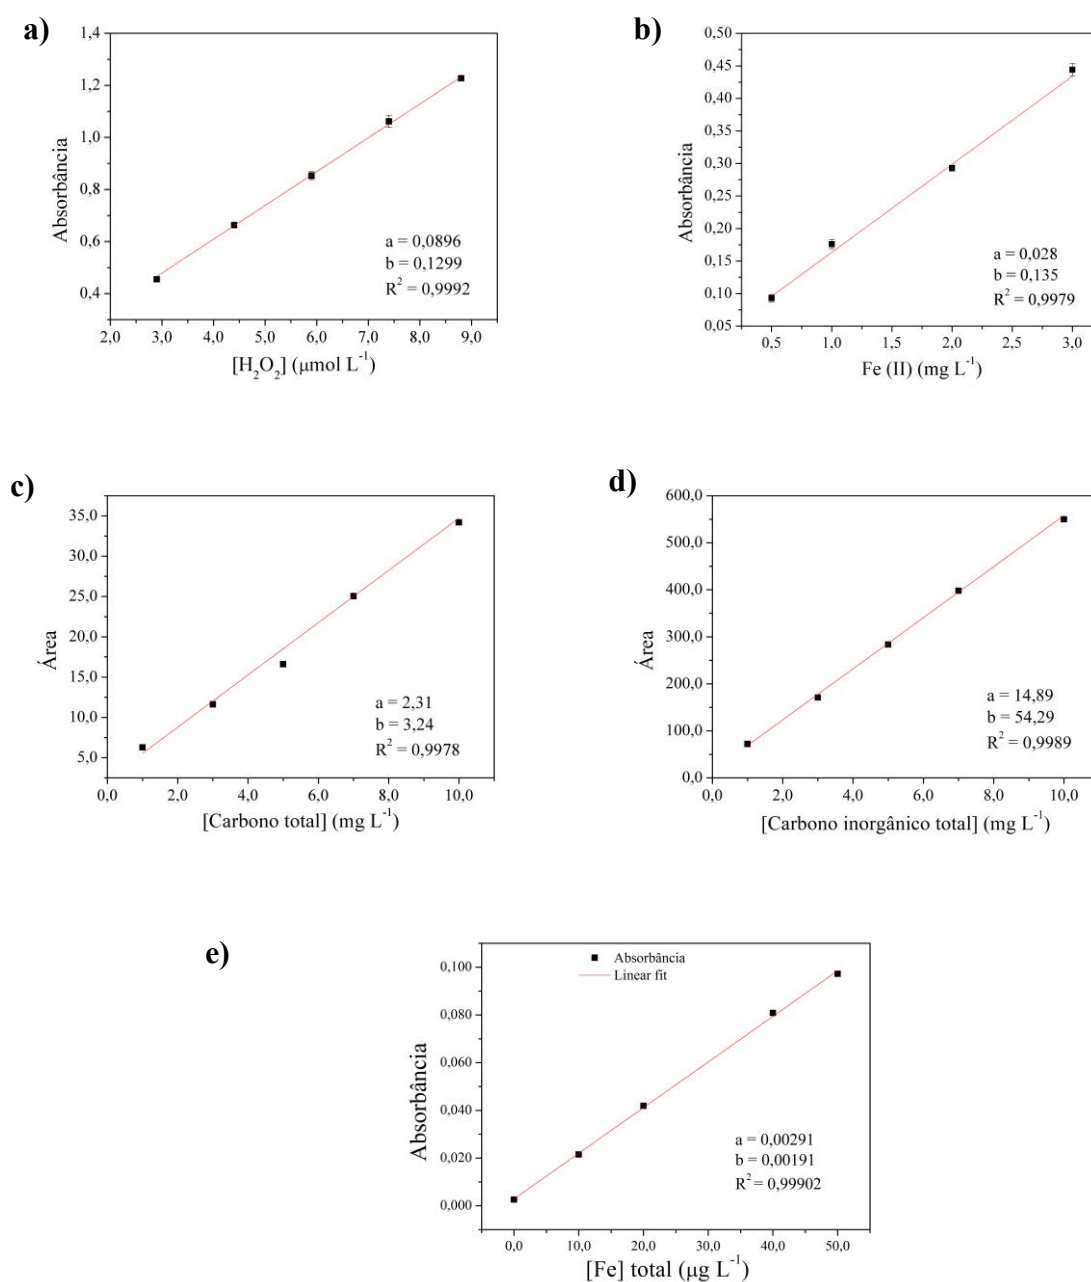 a)
1,4
1,2
1,0
0,8
0,6
0,4
Absorbância
a = 0,0896
b = 0,1299
R² = 0,9992
2,0 3,0 4,0 5,0 6,0 7,0 8,0 9,0
[H₂O₂] (μmol L⁻¹)
b)
0,50
0,45
0,40
0,35
0,30
0,25
0,20
0,15
0,10
0,05
Absorbância
a = 0,028
b = 0,135
R² = 0,9979
0,5 1,0 1,5 2,0 2,5 3,0
Fe (II) (mg L⁻¹)
c)
35,0
30,0
25,0
20,0
15,0
10,0
5,0
Área
a = 2,31
b = 3,24
R² = 0,9978
0,0 2,0 4,0 6,0 8,0 10,0
[Carbono total] (mg L⁻¹)
d)
600,0
500,0
400,0
300,0
200,0
100,0
0,0
Área
a = 14,89
b = 54,29
R² = 0,9989
0,0 2,0 4,0 6,0 8,0 10,0
[Carbono inorgânico total] (mg L⁻¹)
e)
0,100
0,080
0,060
0,040
0,020
0,000
Absorbância
Absorbância
Linear fit
a = 0,00291
b = 0,00191
R² = 0,99902
0,0 10,0 20,0 30,0 40,0 50,0
[Fe] total (μg L⁻¹)